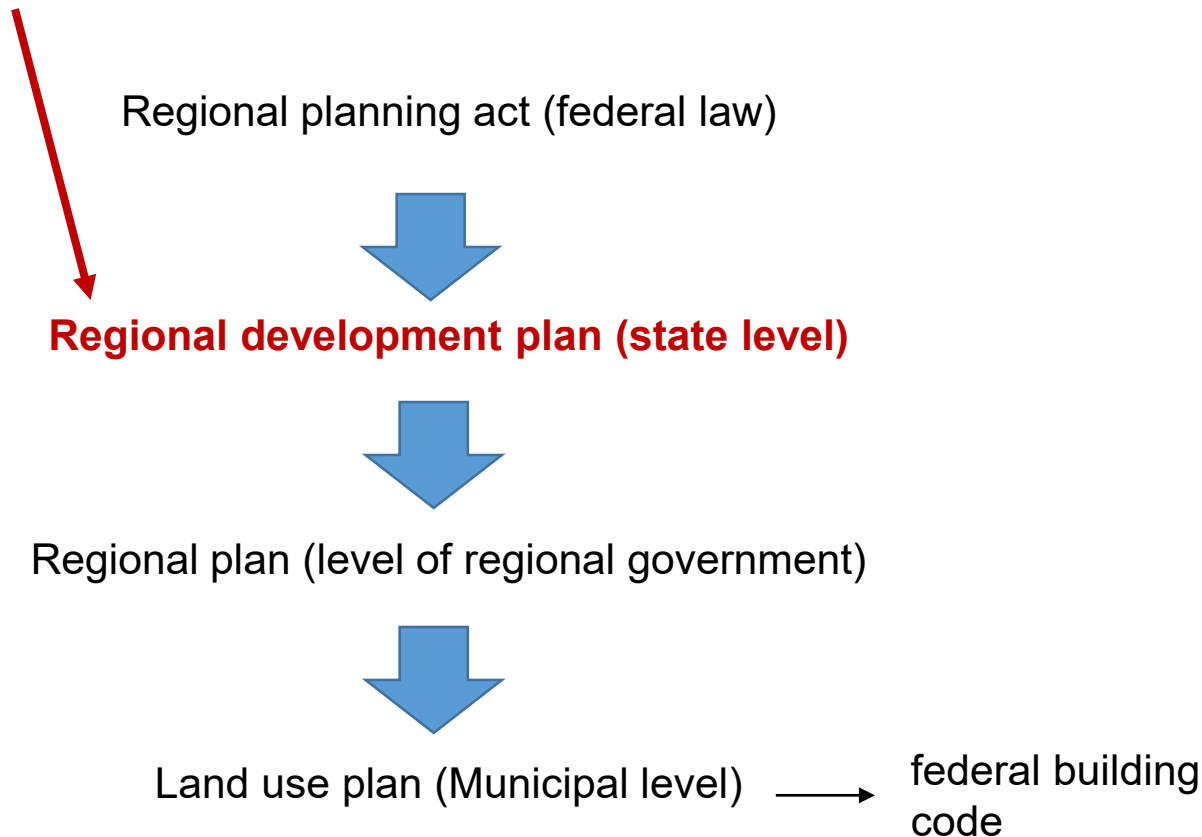 Regional planning act (federal law)
Regional development plan (state level)
Regional plan (level of regional government)
Land use plan (Municipal level)
federal building
code